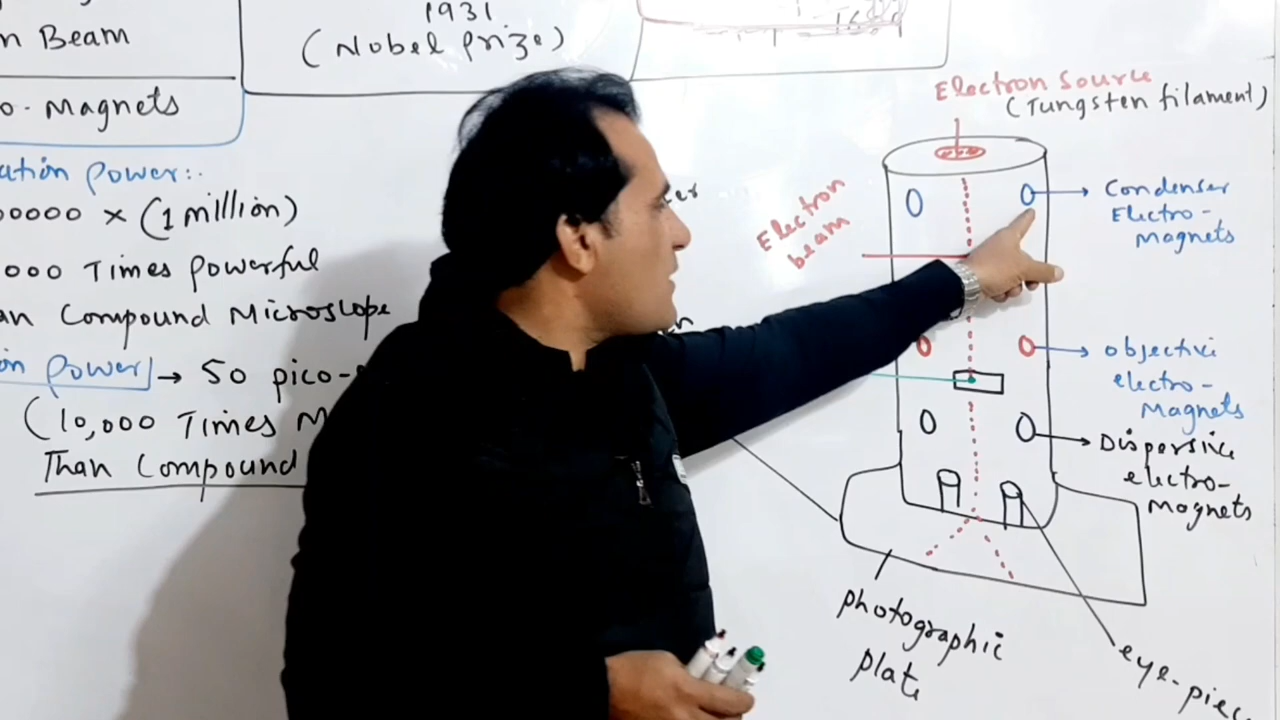 n Beam
o. Magnets
1931
(Nobel prize)
ation power:.
00000 × (1 million)
000 Times powerful
an Compound Microscope
on power → 50 pico-
(10,000 Times M
Than Compound
Electron Source
(Tungsten filament)
Electron
beam
Condenser
Electro-
Magnets
objective
electro-
Magnets
Dispersive
electro-
Magnets
photographic
plate
eye-piece